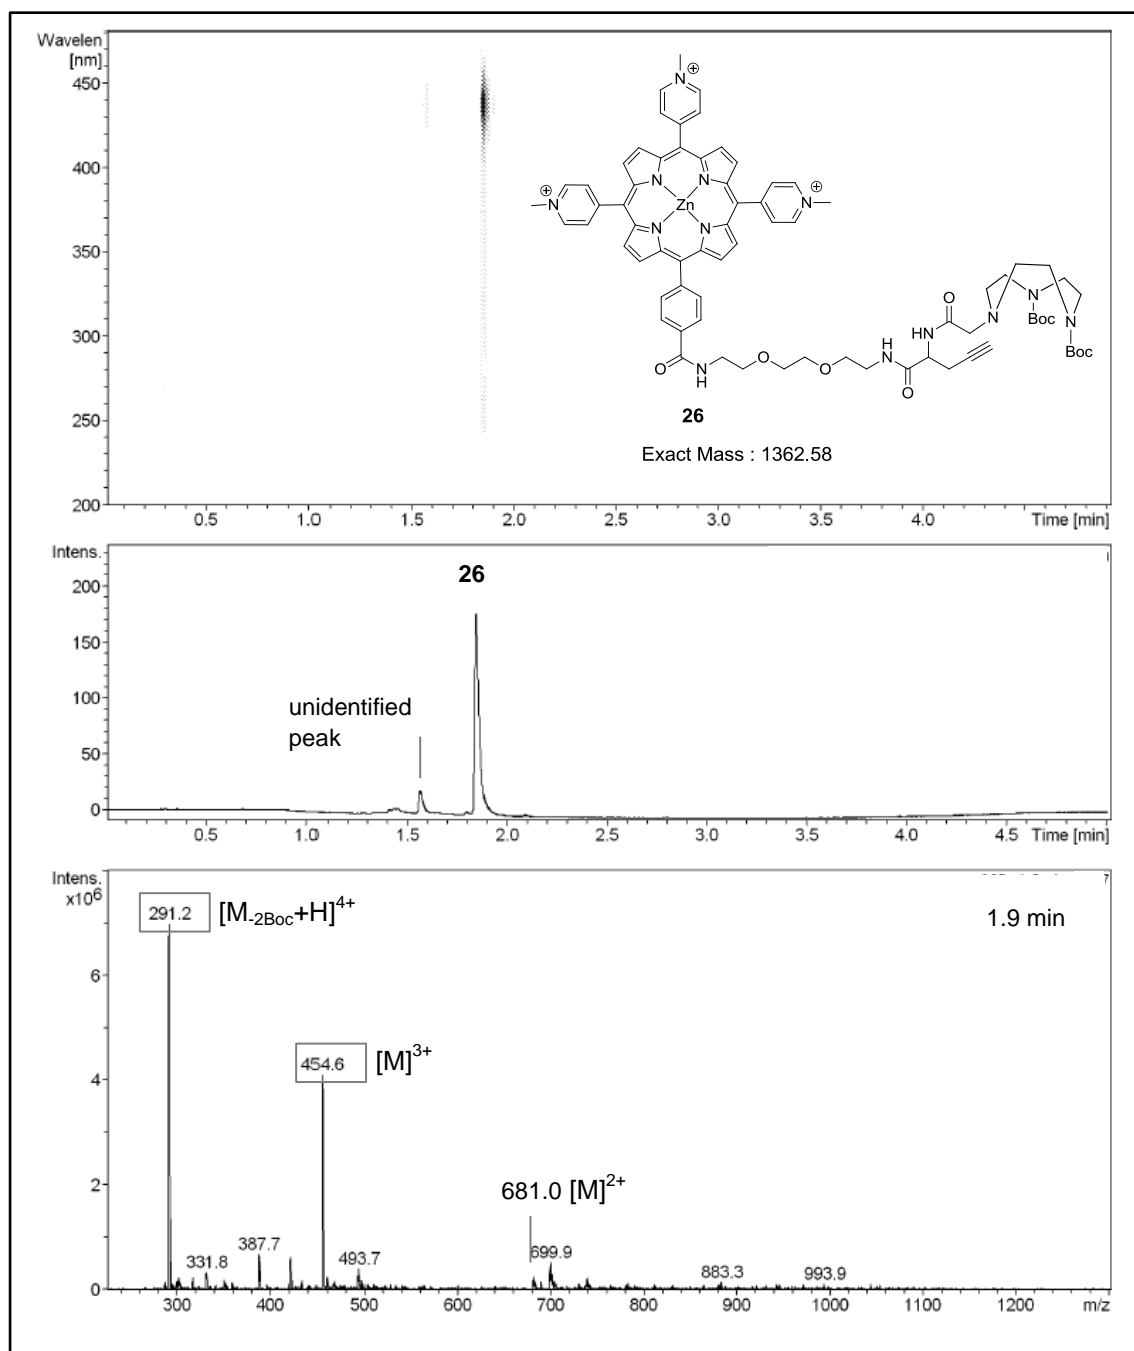 Wavelen
[nm]
450
400
350
300
250
200
0.5 1.0 1.5 2.0 2.5 3.0 3.5 4.0 Time [min]
N ⊕
⊕ N
N N
Zn
N N
N ⊕
O
N
H
O
O
H
N
O
H
N
O
N
N
Boc
N
Boc
26
Exact Mass : 1362.58
Intens.
200
150
100
50
0
26
unidentified
peak
0.5 1.0 1.5 2.0 2.5 3.0 3.5 4.0 4.5 Time [min]
Intens.
x10⁶
6
4
2
0
291.2 [M-2Boc+H]⁴⁺
1.9 min
454.6 [M]³⁺
681.0 [M]²⁺
331.8 387.7 493.7 699.9 883.3 993.9
300 400 500 600 700 800 900 1000 1100 1200 m/z